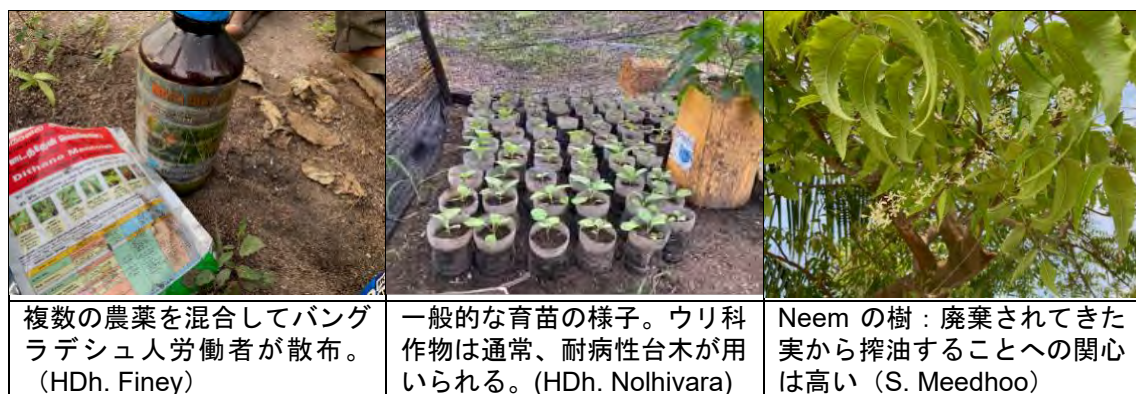 Dithane
複数の農薬を混合してバング
ラデシュ人労働者が散布。
（HDh. Finey）
一般的な育苗の様子。ウリ科
作物は通常、耐病性台木が用
いられる。(HDh. Nolhivara)
Neem の樹：廃棄されてきた
実から搾油することへの関心
は高い（S. Meedhoo）